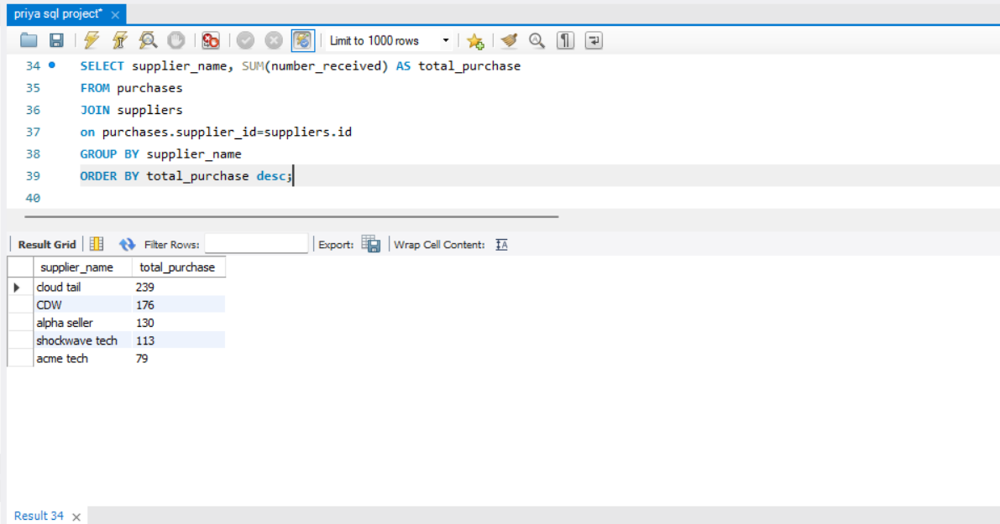 priya sql project*
Limit to 1000 rows
34 SELECT supplier_name, SUM(number_received) AS total_purchase
35 FROM purchases
36 JOIN suppliers
37 on purchases.supplier_id=suppliers.id
38 GROUP BY supplier_name
39 ORDER BY total_purchase desc;
40
Result Grid Filter Rows: Export: Wrap Cell Content:
supplier_name total_purchase
cloud tail 239
CDW 176
alpha seller 130
shockwave tech 113
acme tech 79
Result 34